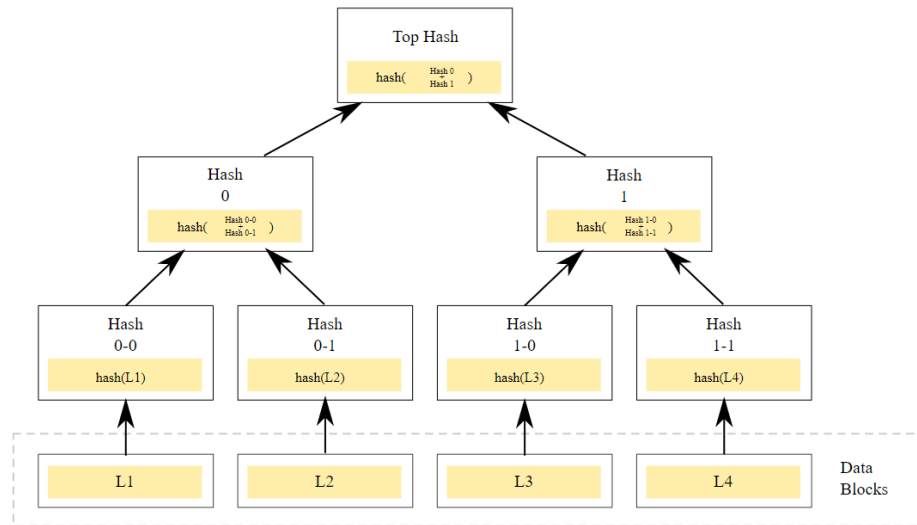 Top Hash
hash( Hash 0 + Hash 1 )
Hash
0
hash( Hash 0-0 + Hash 0-1 )
Hash
1
hash( Hash 1-0 + Hash 1-1 )
Hash
0-0
hash(L1)
Hash
0-1
hash(L2)
Hash
1-0
hash(L3)
Hash
1-1
hash(L4)
L1
L2
L3
L4
Data
Blocks